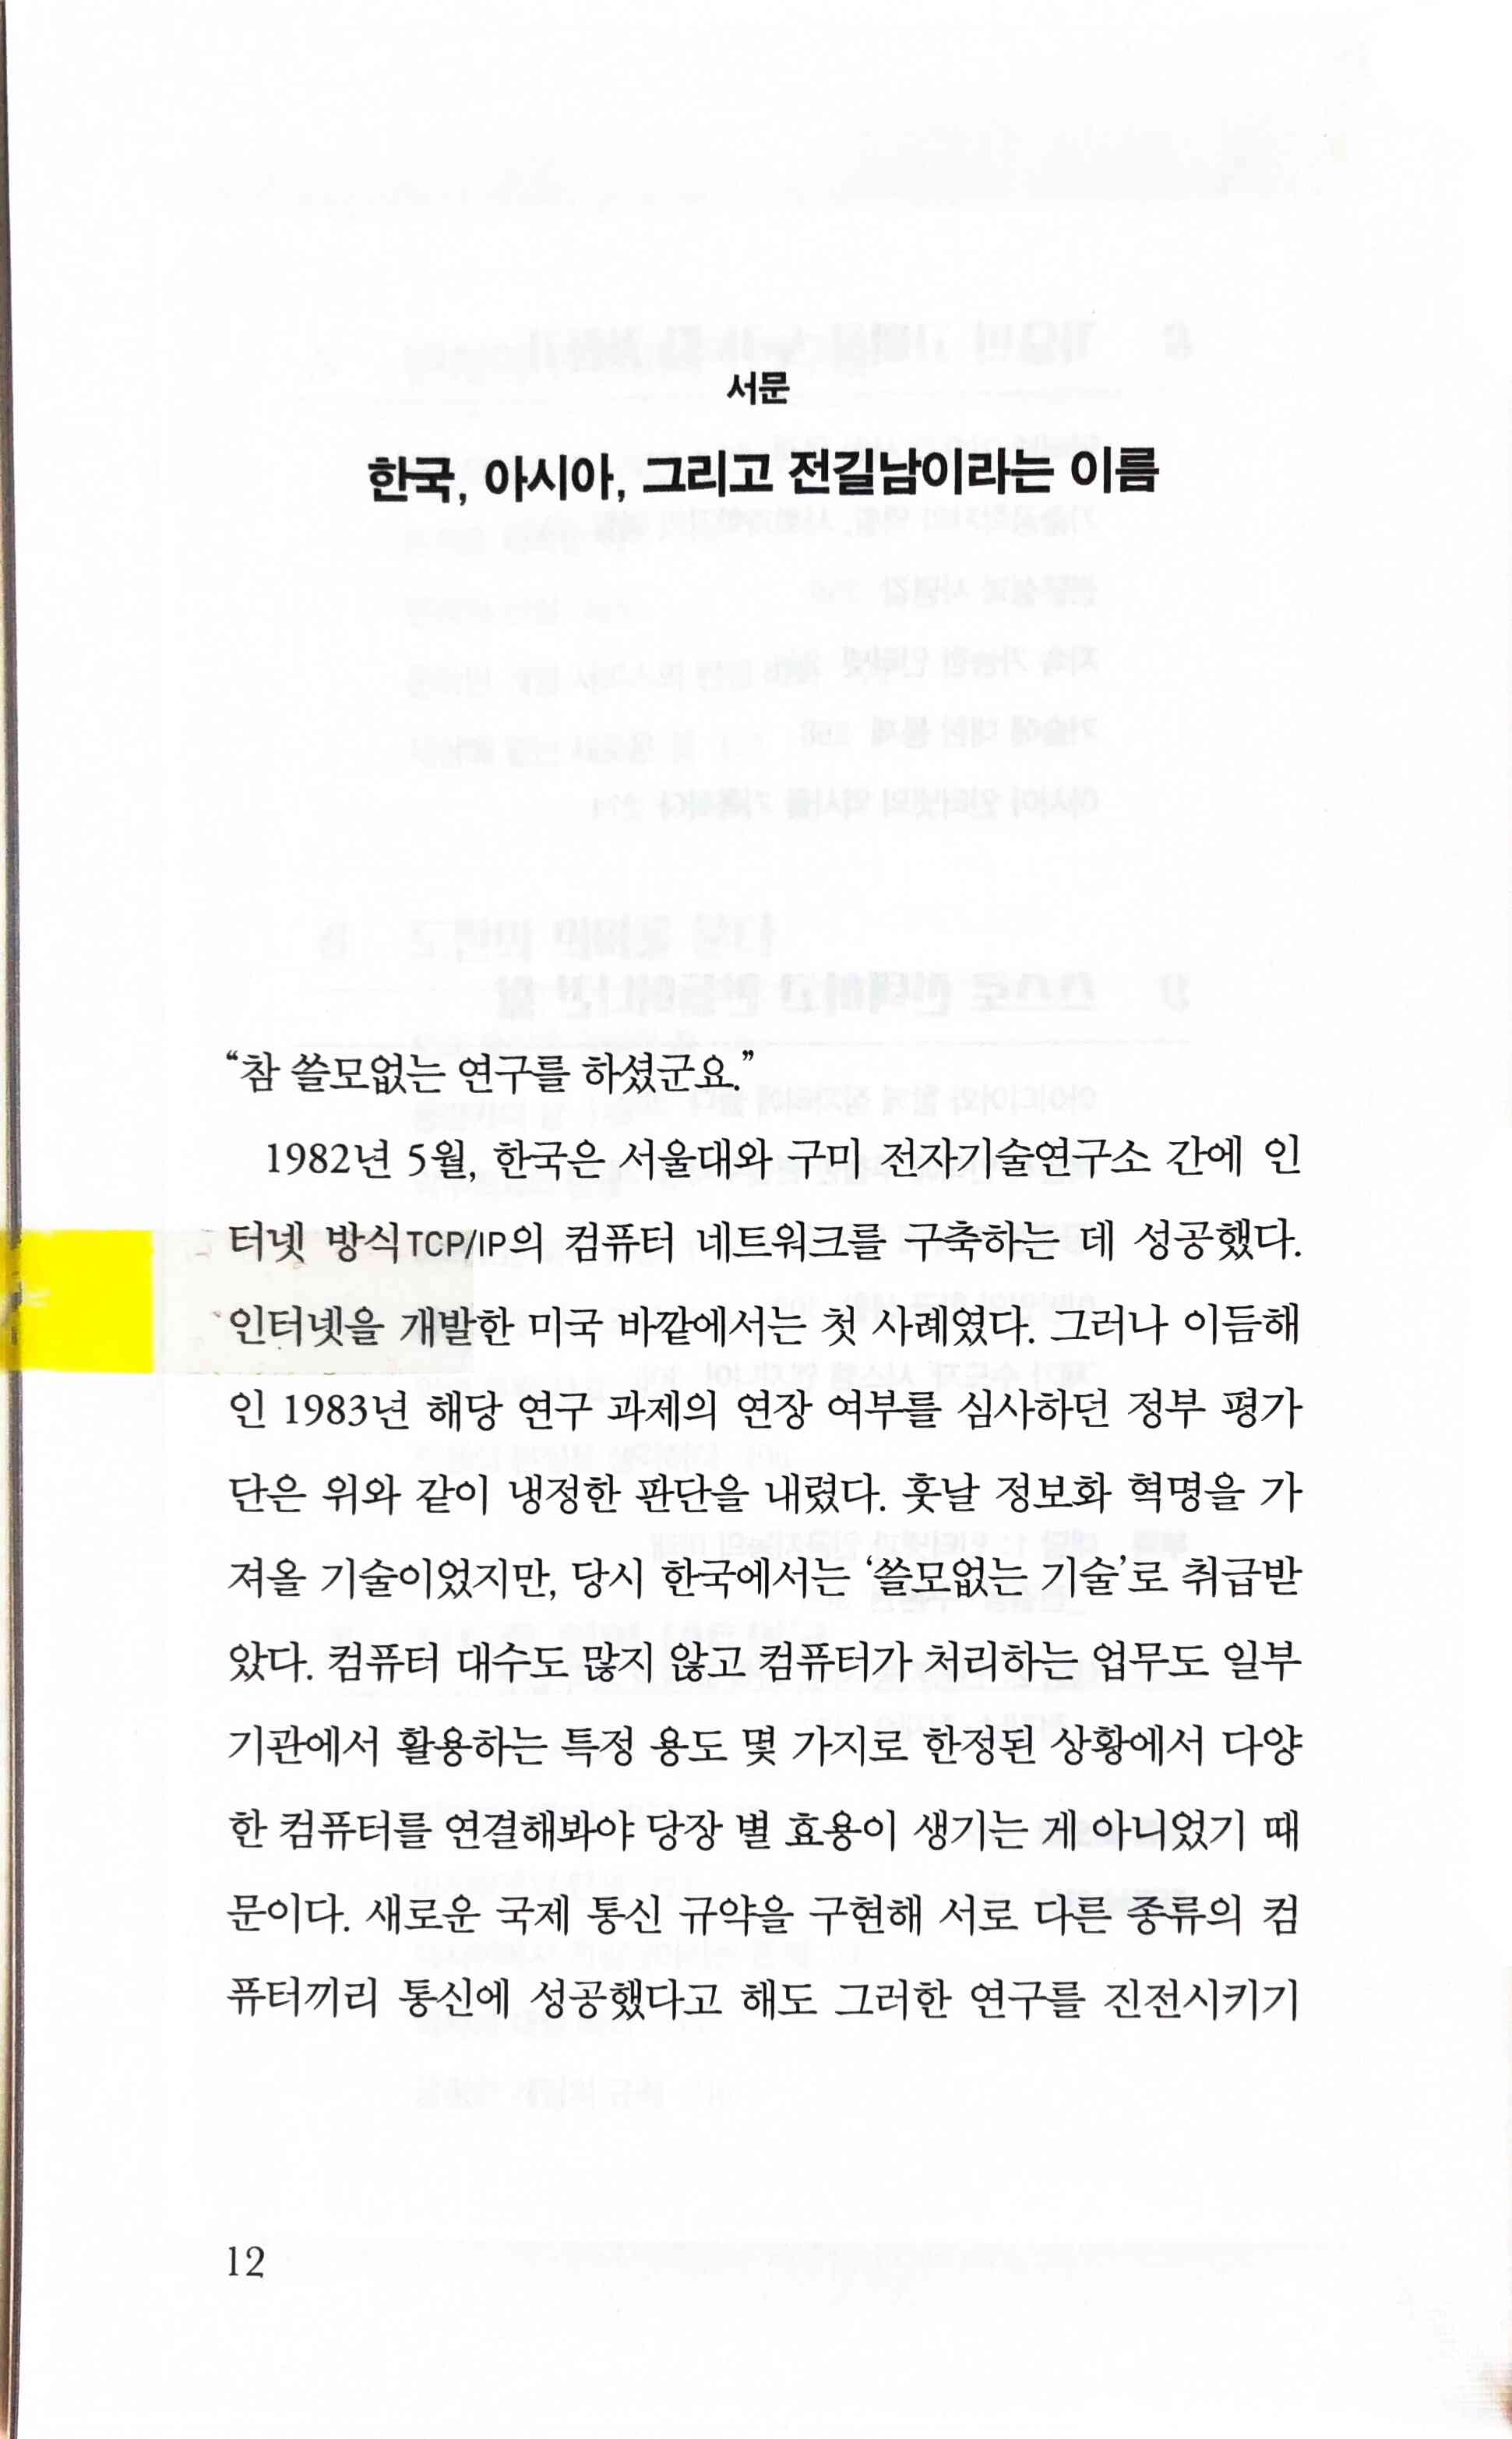 서문
한국, 아시아, 그리고 전길남이라는 이름
“참 쓸모없는 연구를 하셨군요.”
1982년 5월, 한국은 서울대와 구미 전자기술연구소 간에 인
터넷 방식TCP/IP의 컴퓨터 네트워크를 구축하는 데 성공했다.
인터넷을 개발한 미국 바깥에서는 첫 사례였다. 그러나 이듬해
인 1983년 해당 연구 과제의 연장 여부를 심사하던 정부 평가
단은 위와 같이 냉정한 판단을 내렸다. 훗날 정보화 혁명을 가
져올 기술이었지만, 당시 한국에서는 ‘쓸모없는 기술’로 취급받
았다. 컴퓨터 대수도 많지 않고 컴퓨터가 처리하는 업무도 일부
기관에서 활용하는 특정 용도 몇 가지로 한정된 상황에서 다양
한 컴퓨터를 연결해봐야 당장 별 효용이 생기는 게 아니었기 때
문이다. 새로운 국제 통신 규약을 구현해 서로 다른 종류의 컴
퓨터끼리 통신에 성공했다고 해도 그러한 연구를 진전시키기
12